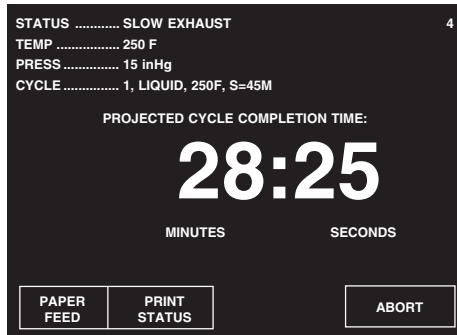 STATUS ............ SLOW EXHAUST 4
TEMP ................. 250 F
PRESS ............... 15 inHg
CYCLE ............... 1, LIQUID, 250F, S=45M
PROJECTED CYCLE COMPLETION TIME:
28:25
MINUTES SECONDS
PAPER FEED
PRINT STATUS
ABORT